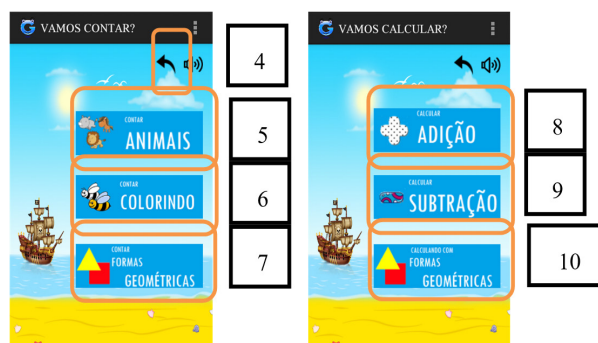 VAMOS CONTAR?
4
CONTAR
ANIMAIS
5
CONTAR
COLORINDO
6
CONTAR
FORMAS
GEOMÉTRICAS
7
VAMOS CALCULAR?
CALCULAR
ADIÇÃO
8
CALCULAR
SUBTRAÇÃO
9
CALCULANDO COM
FORMAS
GEOMÉTRICAS
10